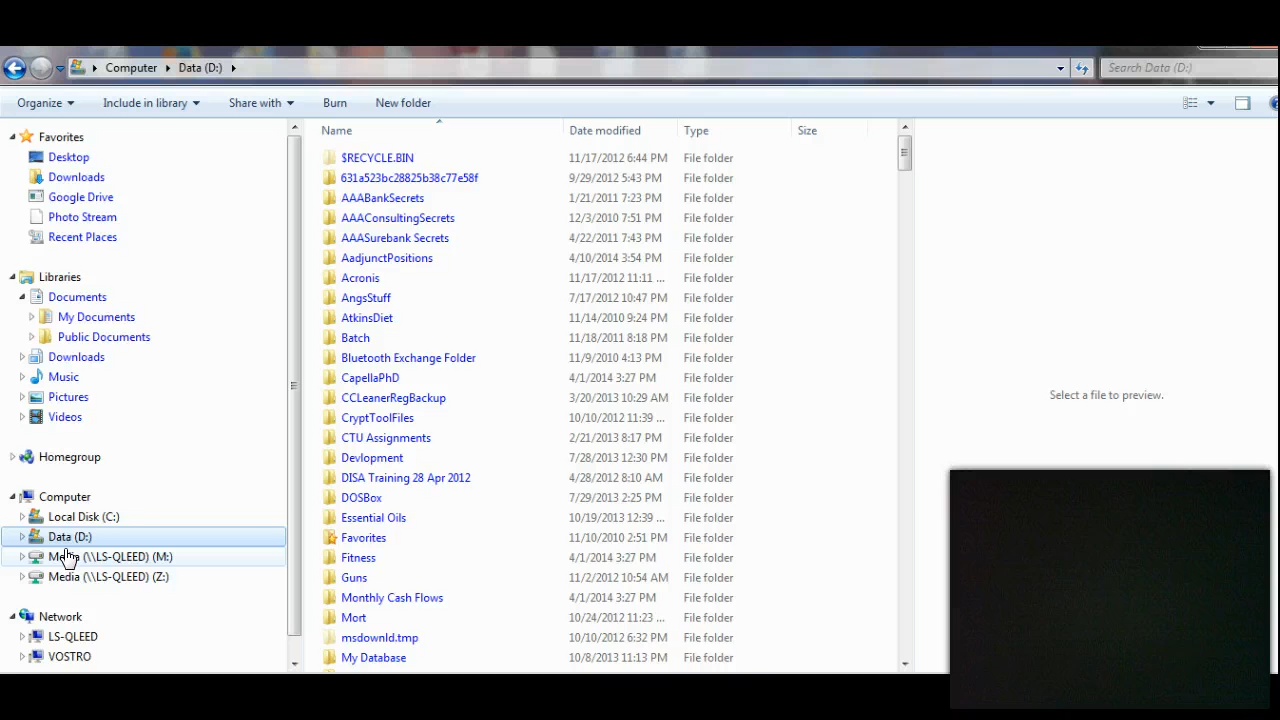 Computer Data (D:) Search Data (D:)
Organize Include in library Share with Burn New folder
Favorites
Desktop
Downloads
Google Drive
Photo Stream
Recent Places
Libraries
Documents
My Documents
Public Documents
Downloads
Music
Pictures
Videos
Homegroup
Computer
Local Disk (C:)
Data (D:)
Media (\\LS-QLEED) (M:)
Media (\\LS-QLEED) (Z:)
Network
LS-QLEED
VOSTRO
Name Date modified Type Size
$RECYCLE.BIN 11/17/2012 6:44 PM File folder
631a523bc28825b38c77e58f 9/29/2012 5:43 PM File folder
AAABankSecrets 1/21/2011 7:23 PM File folder
AAAConsultingSecrets 12/3/2010 7:51 PM File folder
AAASurebank Secrets 4/22/2011 7:43 PM File folder
AadjunctPositions 4/10/2014 3:54 PM File folder
Acronis 11/17/2012 11:11 ... File folder
AngsStuff 7/17/2012 10:47 PM File folder
AtkinsDiet 11/14/2010 9:24 PM File folder
Batch 11/18/2011 8:18 PM File folder
Bluetooth Exchange Folder 11/9/2010 4:13 PM File folder
CapellaPhD 4/1/2014 3:27 PM File folder
CCLeanerRegBackup 3/20/2013 10:29 AM File folder
CryptToolFiles 10/10/2012 11:39 ... File folder
CTU Assignments 2/21/2013 8:17 PM File folder
Devlopment 7/28/2013 12:30 PM File folder
DISA Training 28 Apr 2012 4/28/2012 8:10 AM File folder
DOSBox 7/29/2013 2:25 PM File folder
Essential Oils 10/19/2013 12:39 ... File folder
Favorites 11/10/2010 2:51 PM File folder
Fitness 4/1/2014 3:27 PM File folder
Guns 11/2/2012 10:54 AM File folder
Monthly Cash Flows 4/1/2014 3:27 PM File folder
Mort 10/24/2012 11:23 ... File folder
msdownld.tmp 10/10/2012 6:32 PM File folder
My Database 10/8/2013 11:13 PM File folder
Select a file to preview.